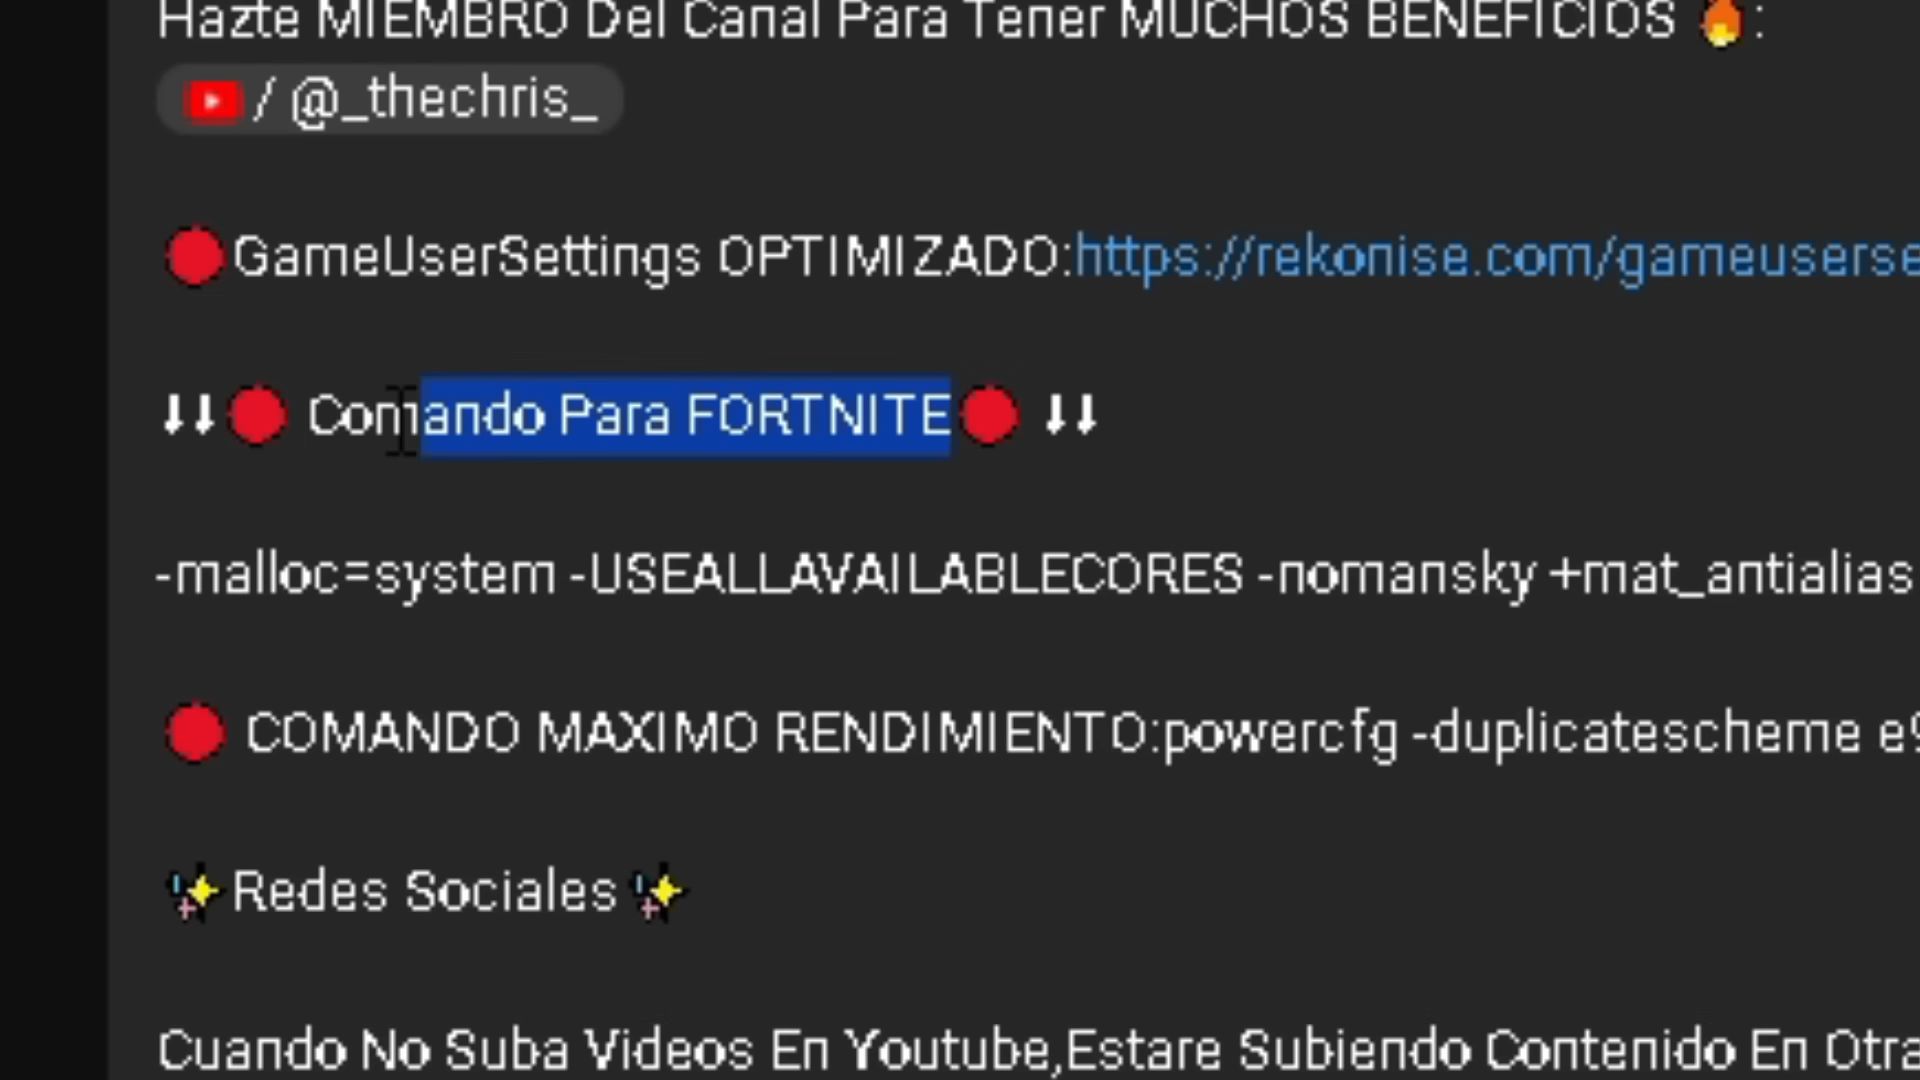 Hazte MIEMBRO Del Canal Para Tener MUCHOS BENEFICIOS 🔥:
/ @_thechris_
🔴GameUserSettings OPTIMIZADO:https://rekonise.com/gameuserse
⬇⬇🔴 Comando Para FORTNITE🔴 ⬇⬇
-malloc=system -USEALLAVAILABLECORES -nomansky +mat_antialias
🔴 COMANDO MAXIMO RENDIMIENTO:powercfg -duplicatescheme e9
✨Redes Sociales✨
Cuando No Suba Videos En Youtube,Estare Subiendo Contenido En Otra